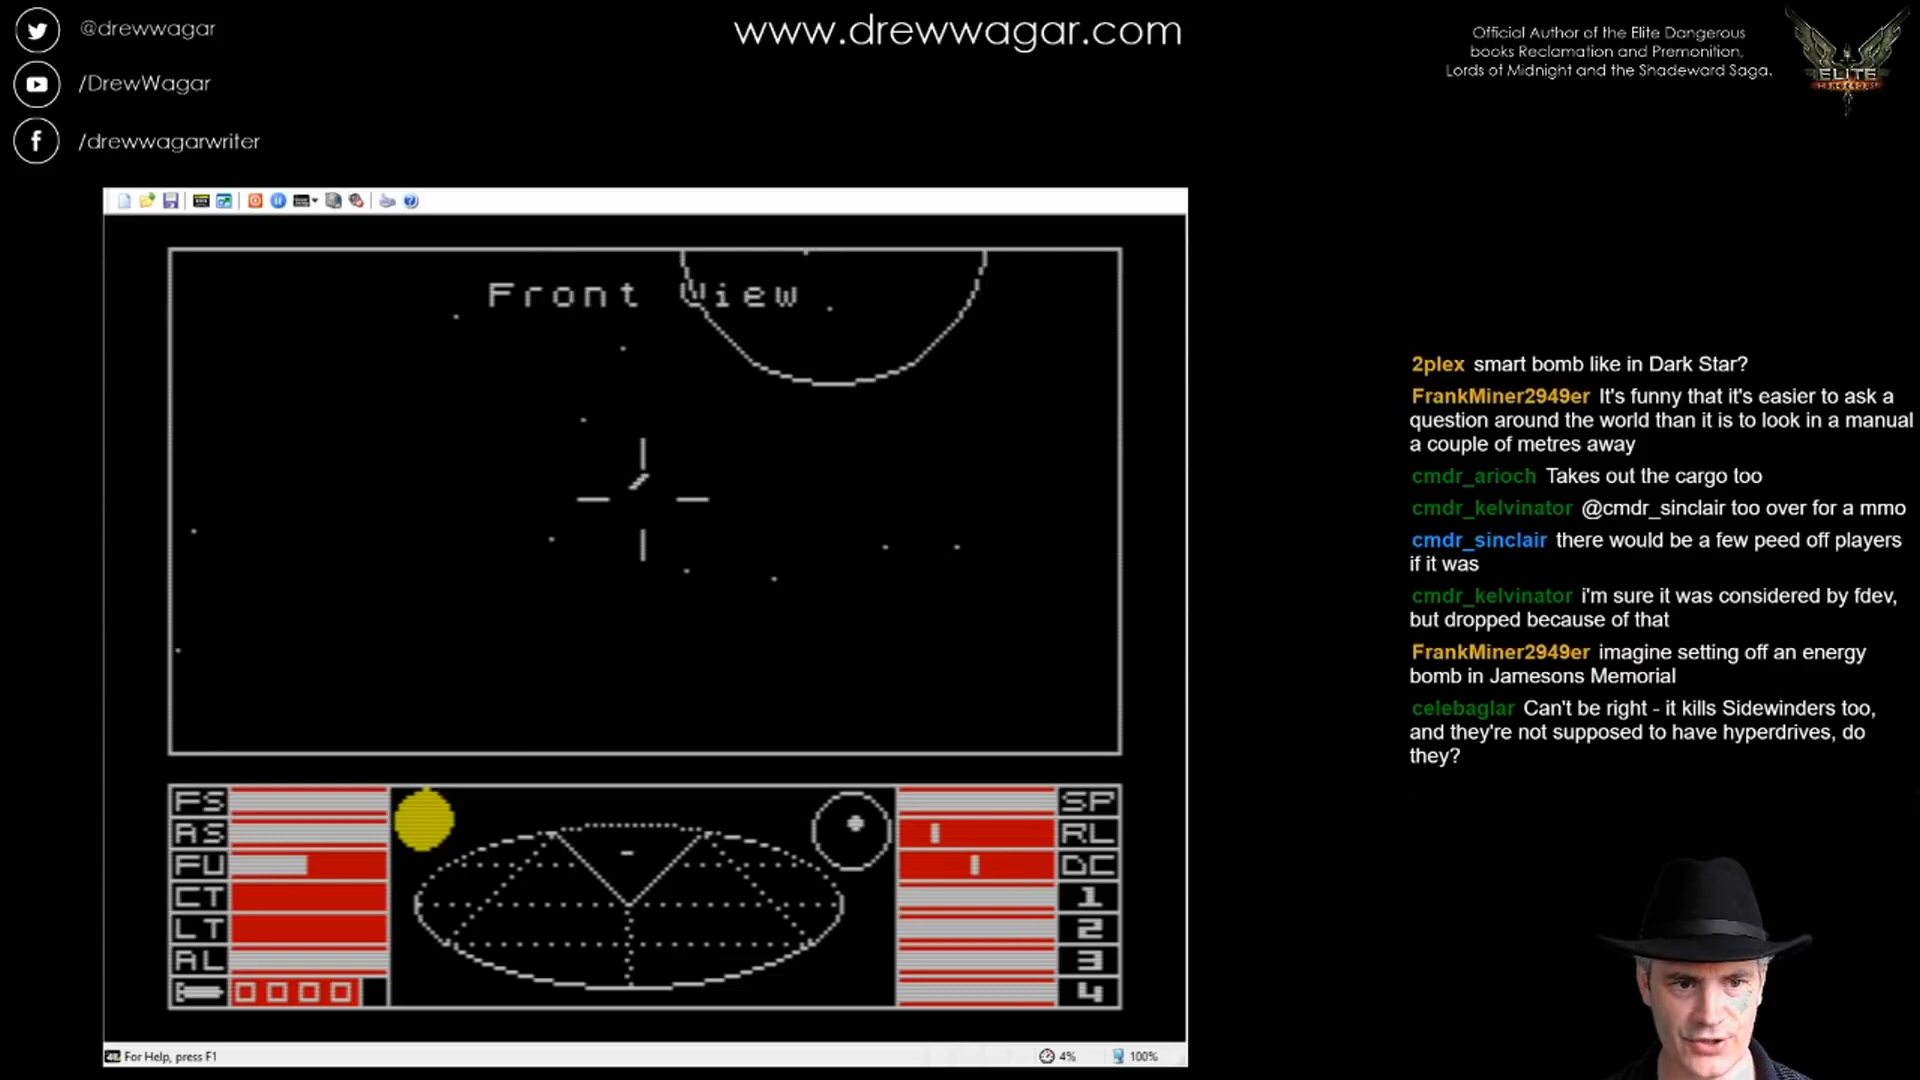 @drewwagar
/DrewWagar
/drewwagarwriter
www.drewwagar.com
Official Author of the Elite Dangerous
books Reclamation and Premonition,
Lords of Midnight and the Shadeward Saga.
ELITE
Front View
FS
AS
FU
CT
LT
AL
SP
RL
DC
1
2
3
4
For Help, press F1
4%
100%
2plex smart bomb like in Dark Star?
FrankMiner2949er It's funny that it's easier to ask a
question around the world than it is to look in a manual
a couple of metres away
cmdr_arioch Takes out the cargo too
cmdr_kelvinator @cmdr_sinclair too over for a mmo
cmdr_sinclair there would be a few peed off players
if it was
cmdr_kelvinator i'm sure it was considered by fdev,
but dropped because of that
FrankMiner2949er imagine setting off an energy
bomb in Jamesons Memorial
celebaglar Can't be right - it kills Sidewinders too,
and they're not supposed to have hyperdrives, do
they?